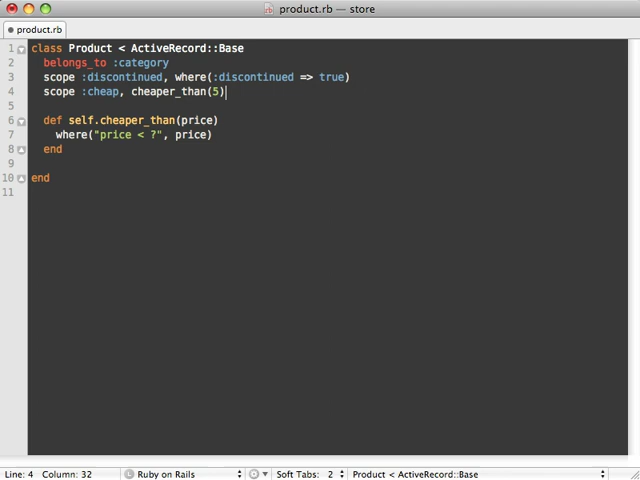 product.rb — store
product.rb
1 class Product < ActiveRecord::Base
2 belongs_to :category
3 scope :discontinued, where(:discontinued => true)
4 scope :cheap, cheaper_than(5)
5
6 def self.cheaper_than(price)
7 where("price < ?", price)
8 end
9
10 end
11
Line: 4 Column: 32 Ruby on Rails Soft Tabs: 2 Product < ActiveRecord::Base